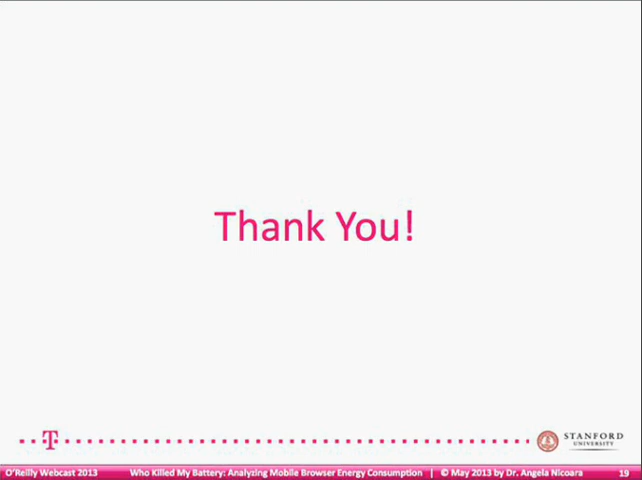 Thank You!
T
STANFORD
UNIVERSITY
O'Reilly Webcast 2013 Who Killed My Battery: Analyzing Mobile Browser Energy Consumption | © May 2013 by Dr. Angela Nicoara 19